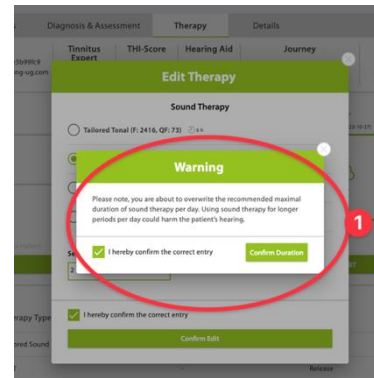 Diagnosis & Assessment Therapy Details
Tinnitus Expert THI-Score Hearing Aid Journey
Edit Therapy
Sound Therapy
Tailored Tonal (F: 2416, QF: 73) 4 h
Warning
Please note, you are about to overwrite the recommended maximal
duration of sound therapy per day. Using sound therapy for longer
periods per day could harm the patient's hearing.
1
I hereby confirm the correct entry Confirm Duration
2
I hereby confirm the correct entry
Confirm Edit
Release